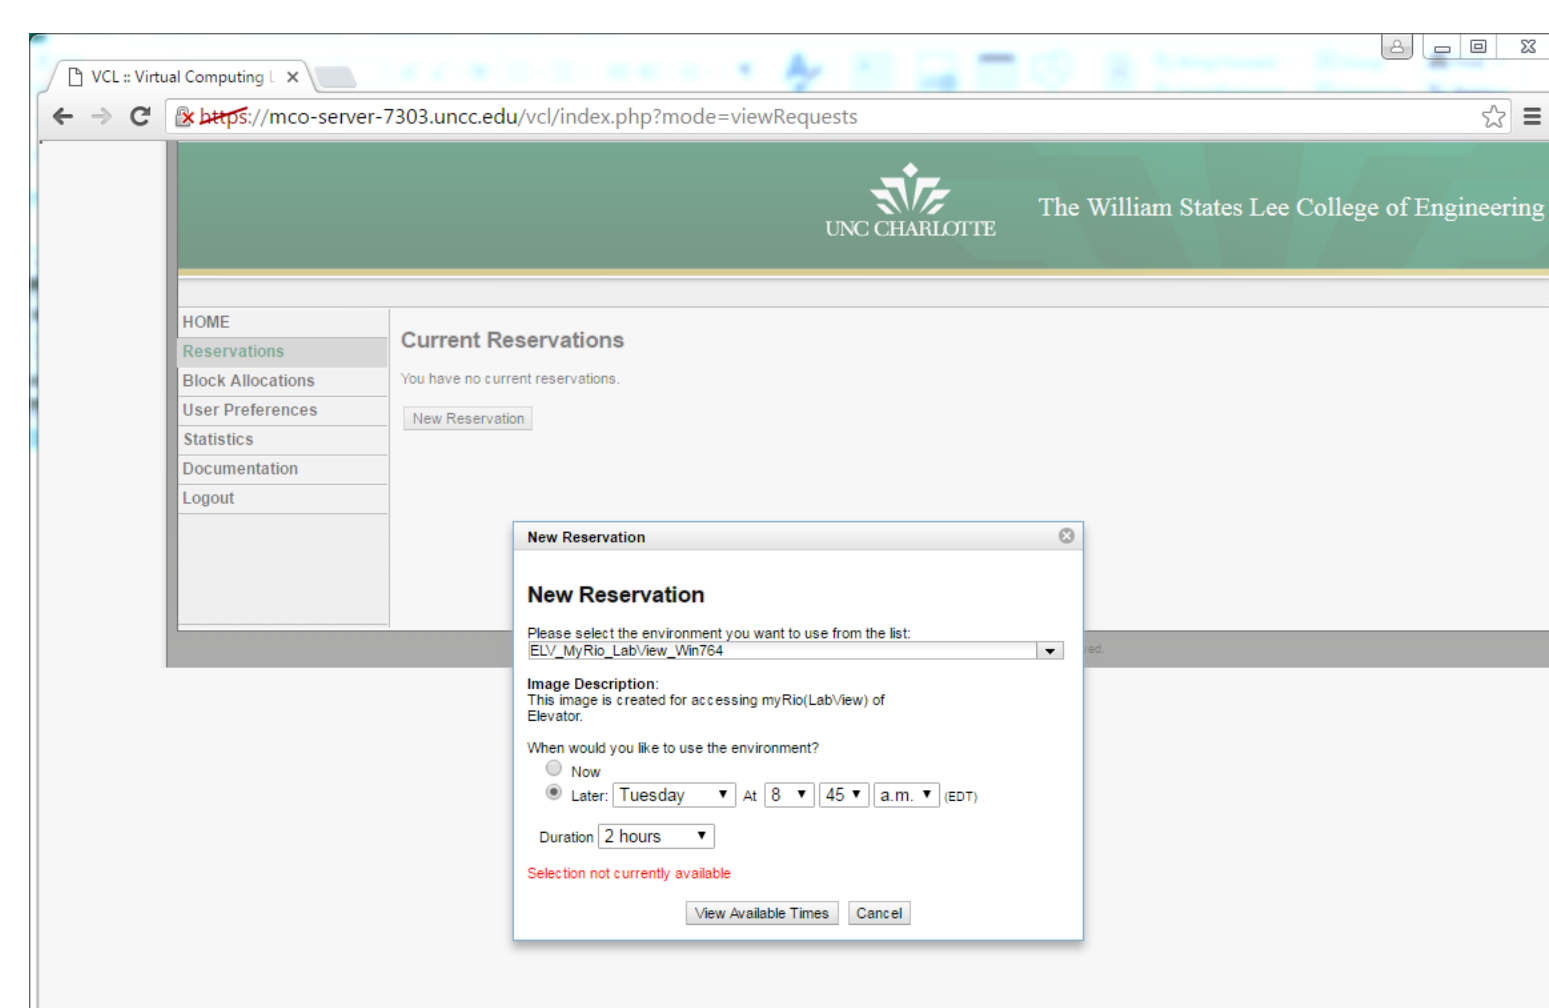 VCL :: Virtual Computing L
https://mco-server-7303.uncc.edu/vcl/index.php?mode=viewRequests
UNC CHARLOTTE
The William States Lee College of Engineering
HOME
Reservations
Block Allocations
User Preferences
Statistics
Documentation
Logout
Current Reservations
You have no current reservations.
New Reservation
New Reservation
New Reservation
Please select the environment you want to use from the list:
ELV_MyRio_LabView_Win764
Image Description:
This image is created for accessing myRio(LabView) of
Elevator.
When would you like to use the environment?
Now
Later: Tuesday At 8 45 a.m. (EDT)
Duration 2 hours
Selection not currently available
View Available Times Cancel
ved.